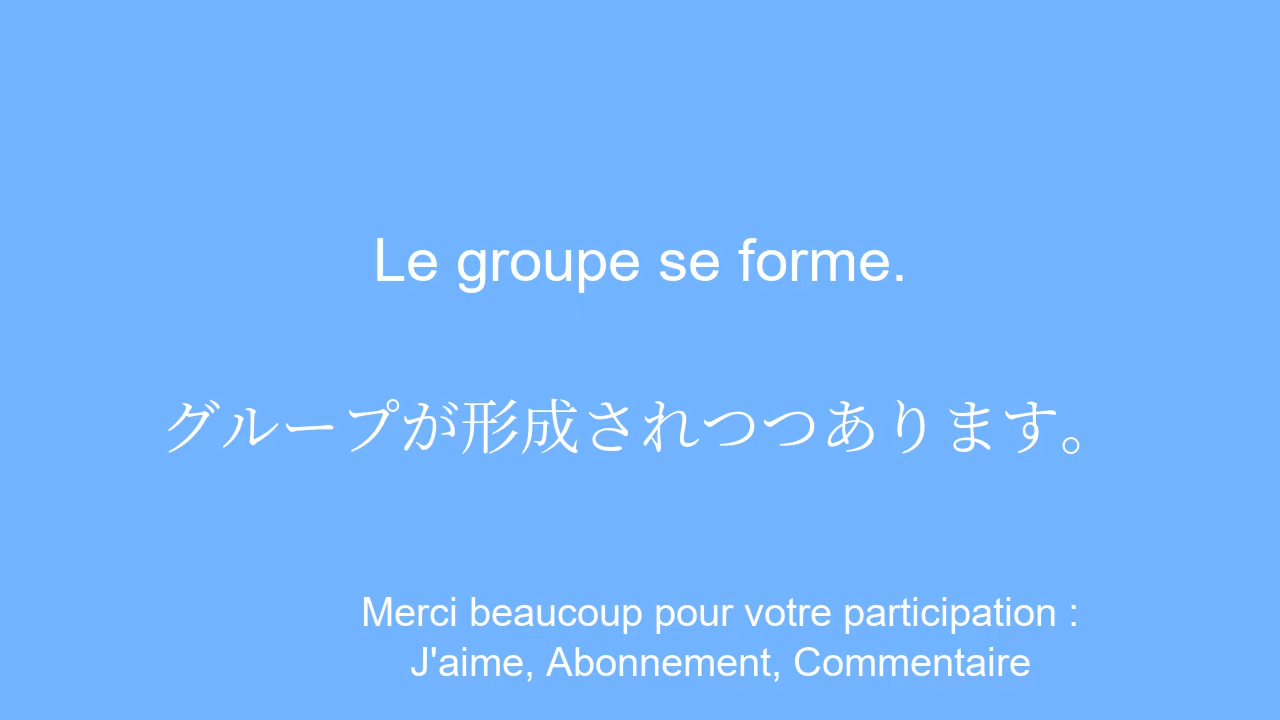 Le groupe se forme.
グループが形成されつつあります。
Merci beaucoup pour votre participation :
J'aime, Abonnement, Commentaire